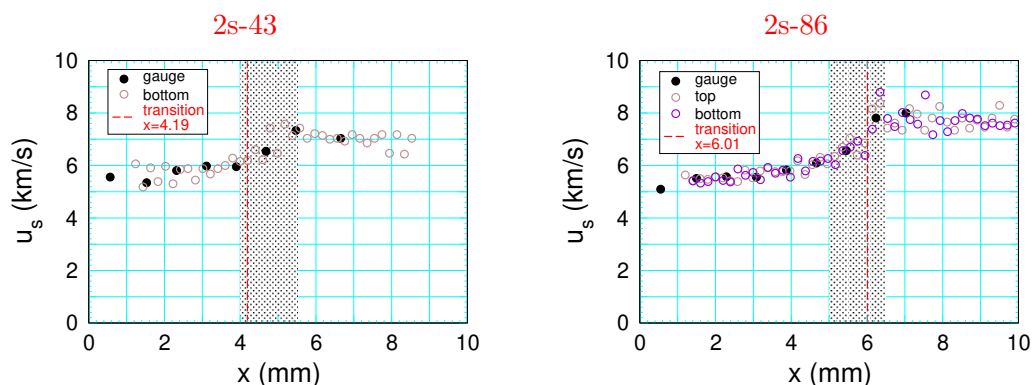 2s-43
10
8
6
4
2
0
0 2 4 6 8 10
u_s (km/s)
x (mm)
gauge
bottom
transition
x=4.19
2s-86
10
8
6
4
2
0
0 2 4 6 8 10
u_s (km/s)
x (mm)
gauge
top
bottom
transition
x=6.01